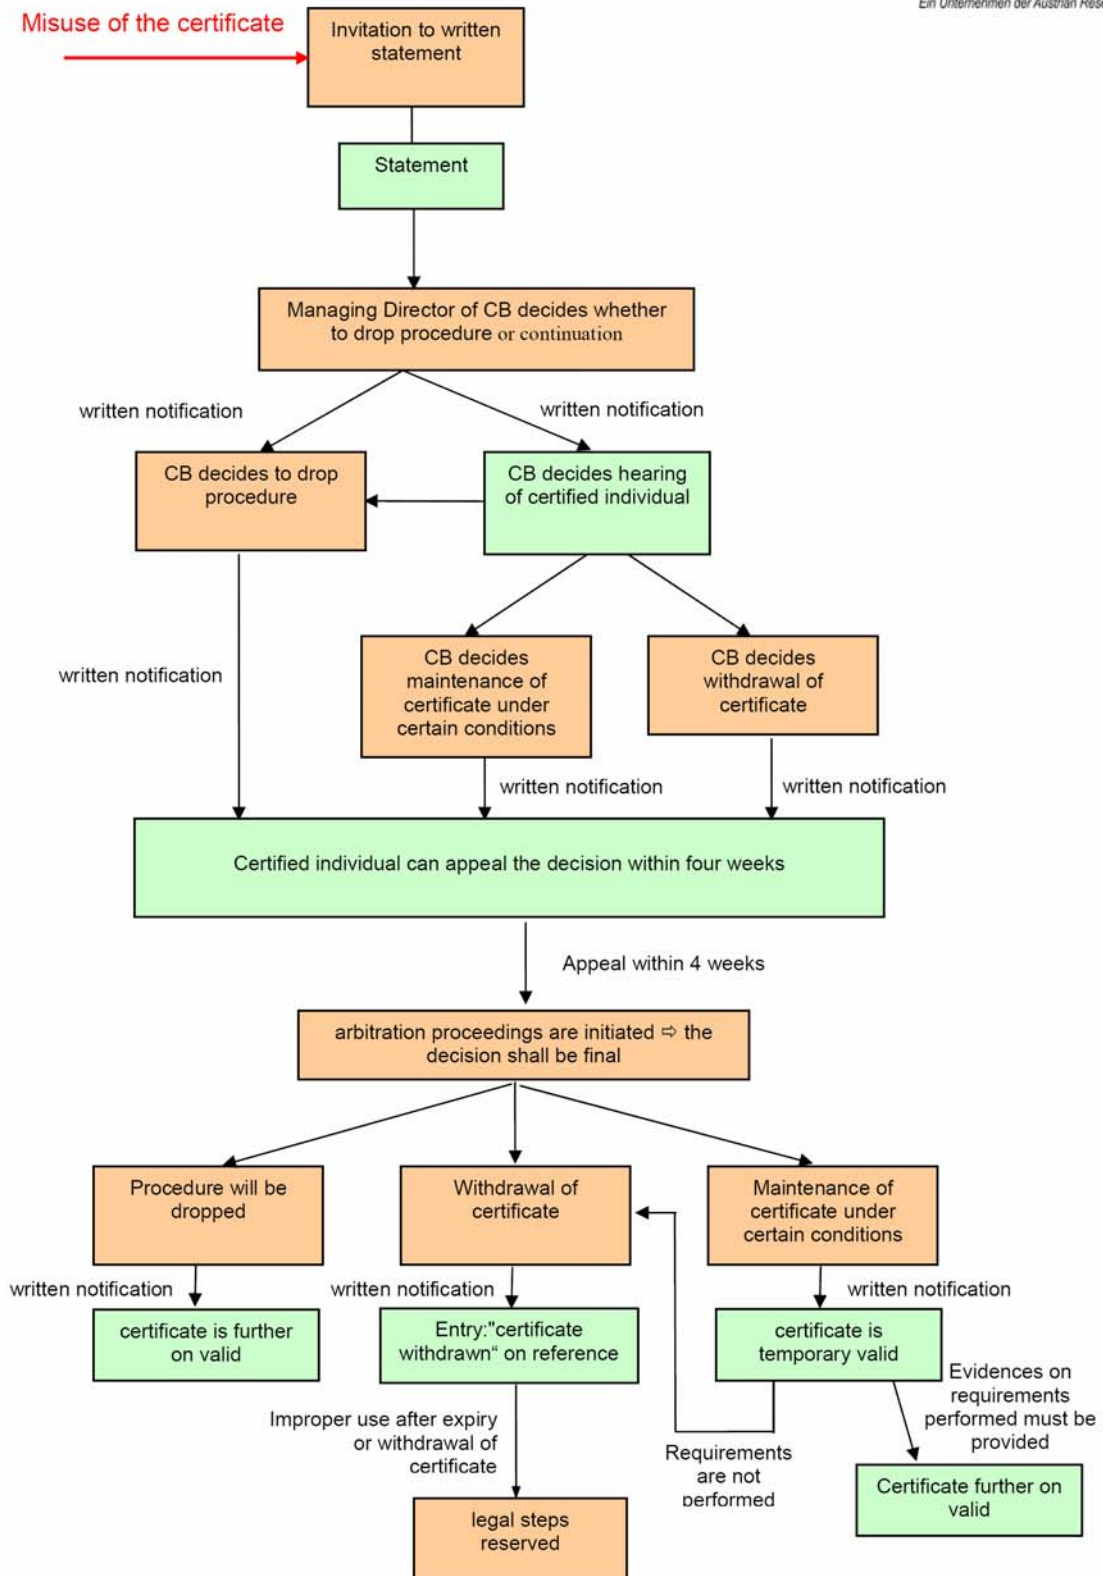 Ein Unternehmen der Austrian Rese
Misuse of the certificate
Invitation to written
statement
Statement
Managing Director of CB decides whether
to drop procedure or continuation
written notification
written notification
CB decides to drop
procedure
CB decides hearing
of certified individual
written notification
CB decides
maintenance of
certificate under
certain conditions
CB decides
withdrawal of
certificate
written notification
written notification
Certified individual can appeal the decision within four weeks
Appeal within 4 weeks
arbitration proceedings are initiated ⇨ the
decision shall be final
Procedure will be
dropped
Withdrawal of
certificate
Maintenance of
certificate under
certain conditions
written notification
written notification
written notification
certificate is further
on valid
Entry:"certificate
withdrawn“ on reference
certificate is
temporary valid
Improper use after expiry
or withdrawal of
certificate
Requirements
are not
performed
Evidences on
requirements
performed must be
provided
legal steps
reserved
Certificate further on
valid